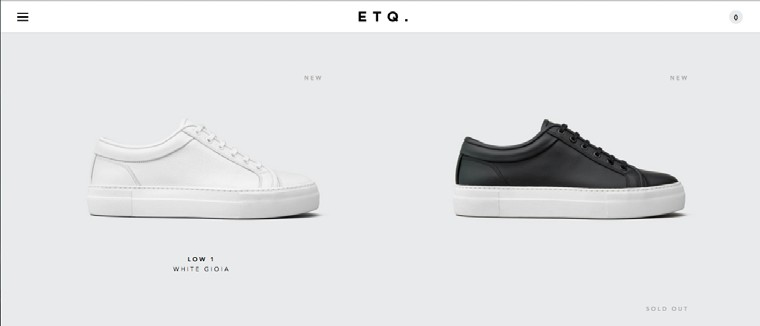 ETQ.
0
NEW
NEW
LOW 1
WHITE GIOIA
SOLD OUT